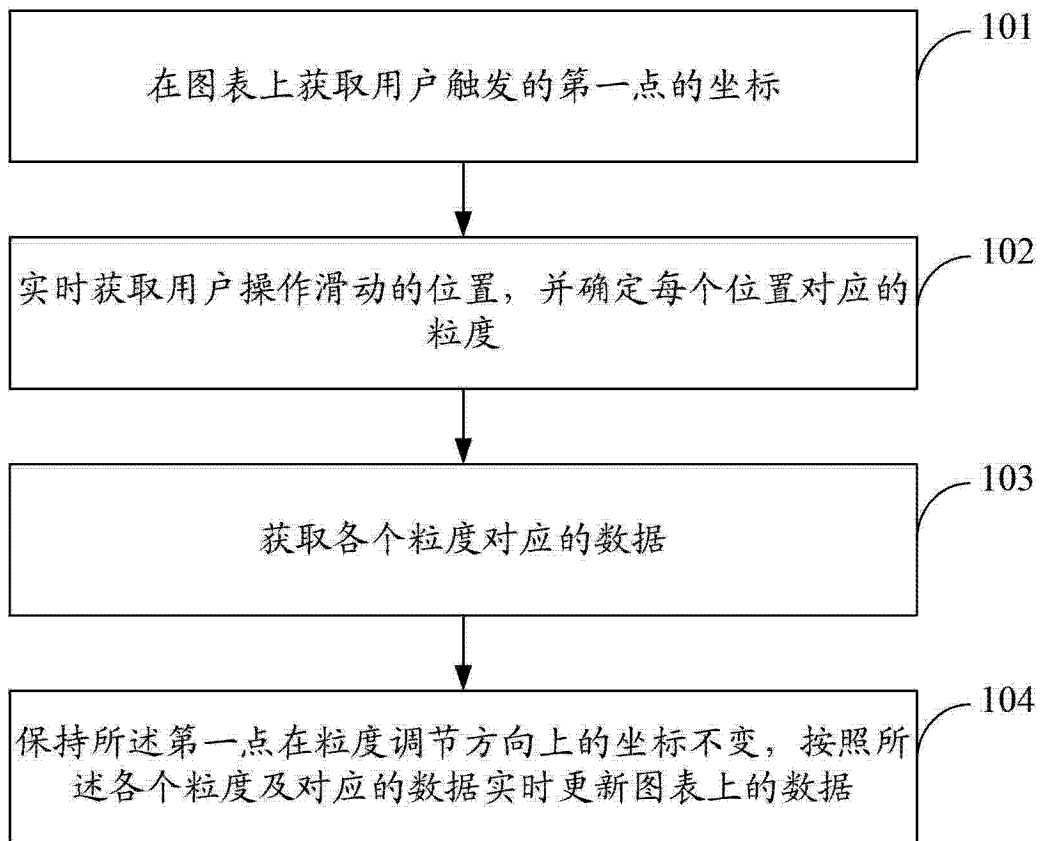 101
在图表上获取用户触发的第一点的坐标
102
实时获取用户操作滑动的位置，并确定每个位置对应的
粒度
103
获取各个粒度对应的数据
104
保持所述第一点在粒度调节方向上的坐标不变，按照所
述各个粒度及对应的数据实时更新图表上的数据